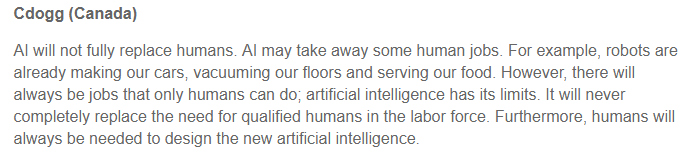 Cdogg (Canada)
AI will not fully replace humans. AI may take away some human jobs. For example, robots are
already making our cars, vacuuming our floors and serving our food. However, there will
always be jobs that only humans can do; artificial intelligence has its limits. It will never
completely replace the need for qualified humans in the labor force. Furthermore, humans will
always be needed to design the new artificial intelligence.